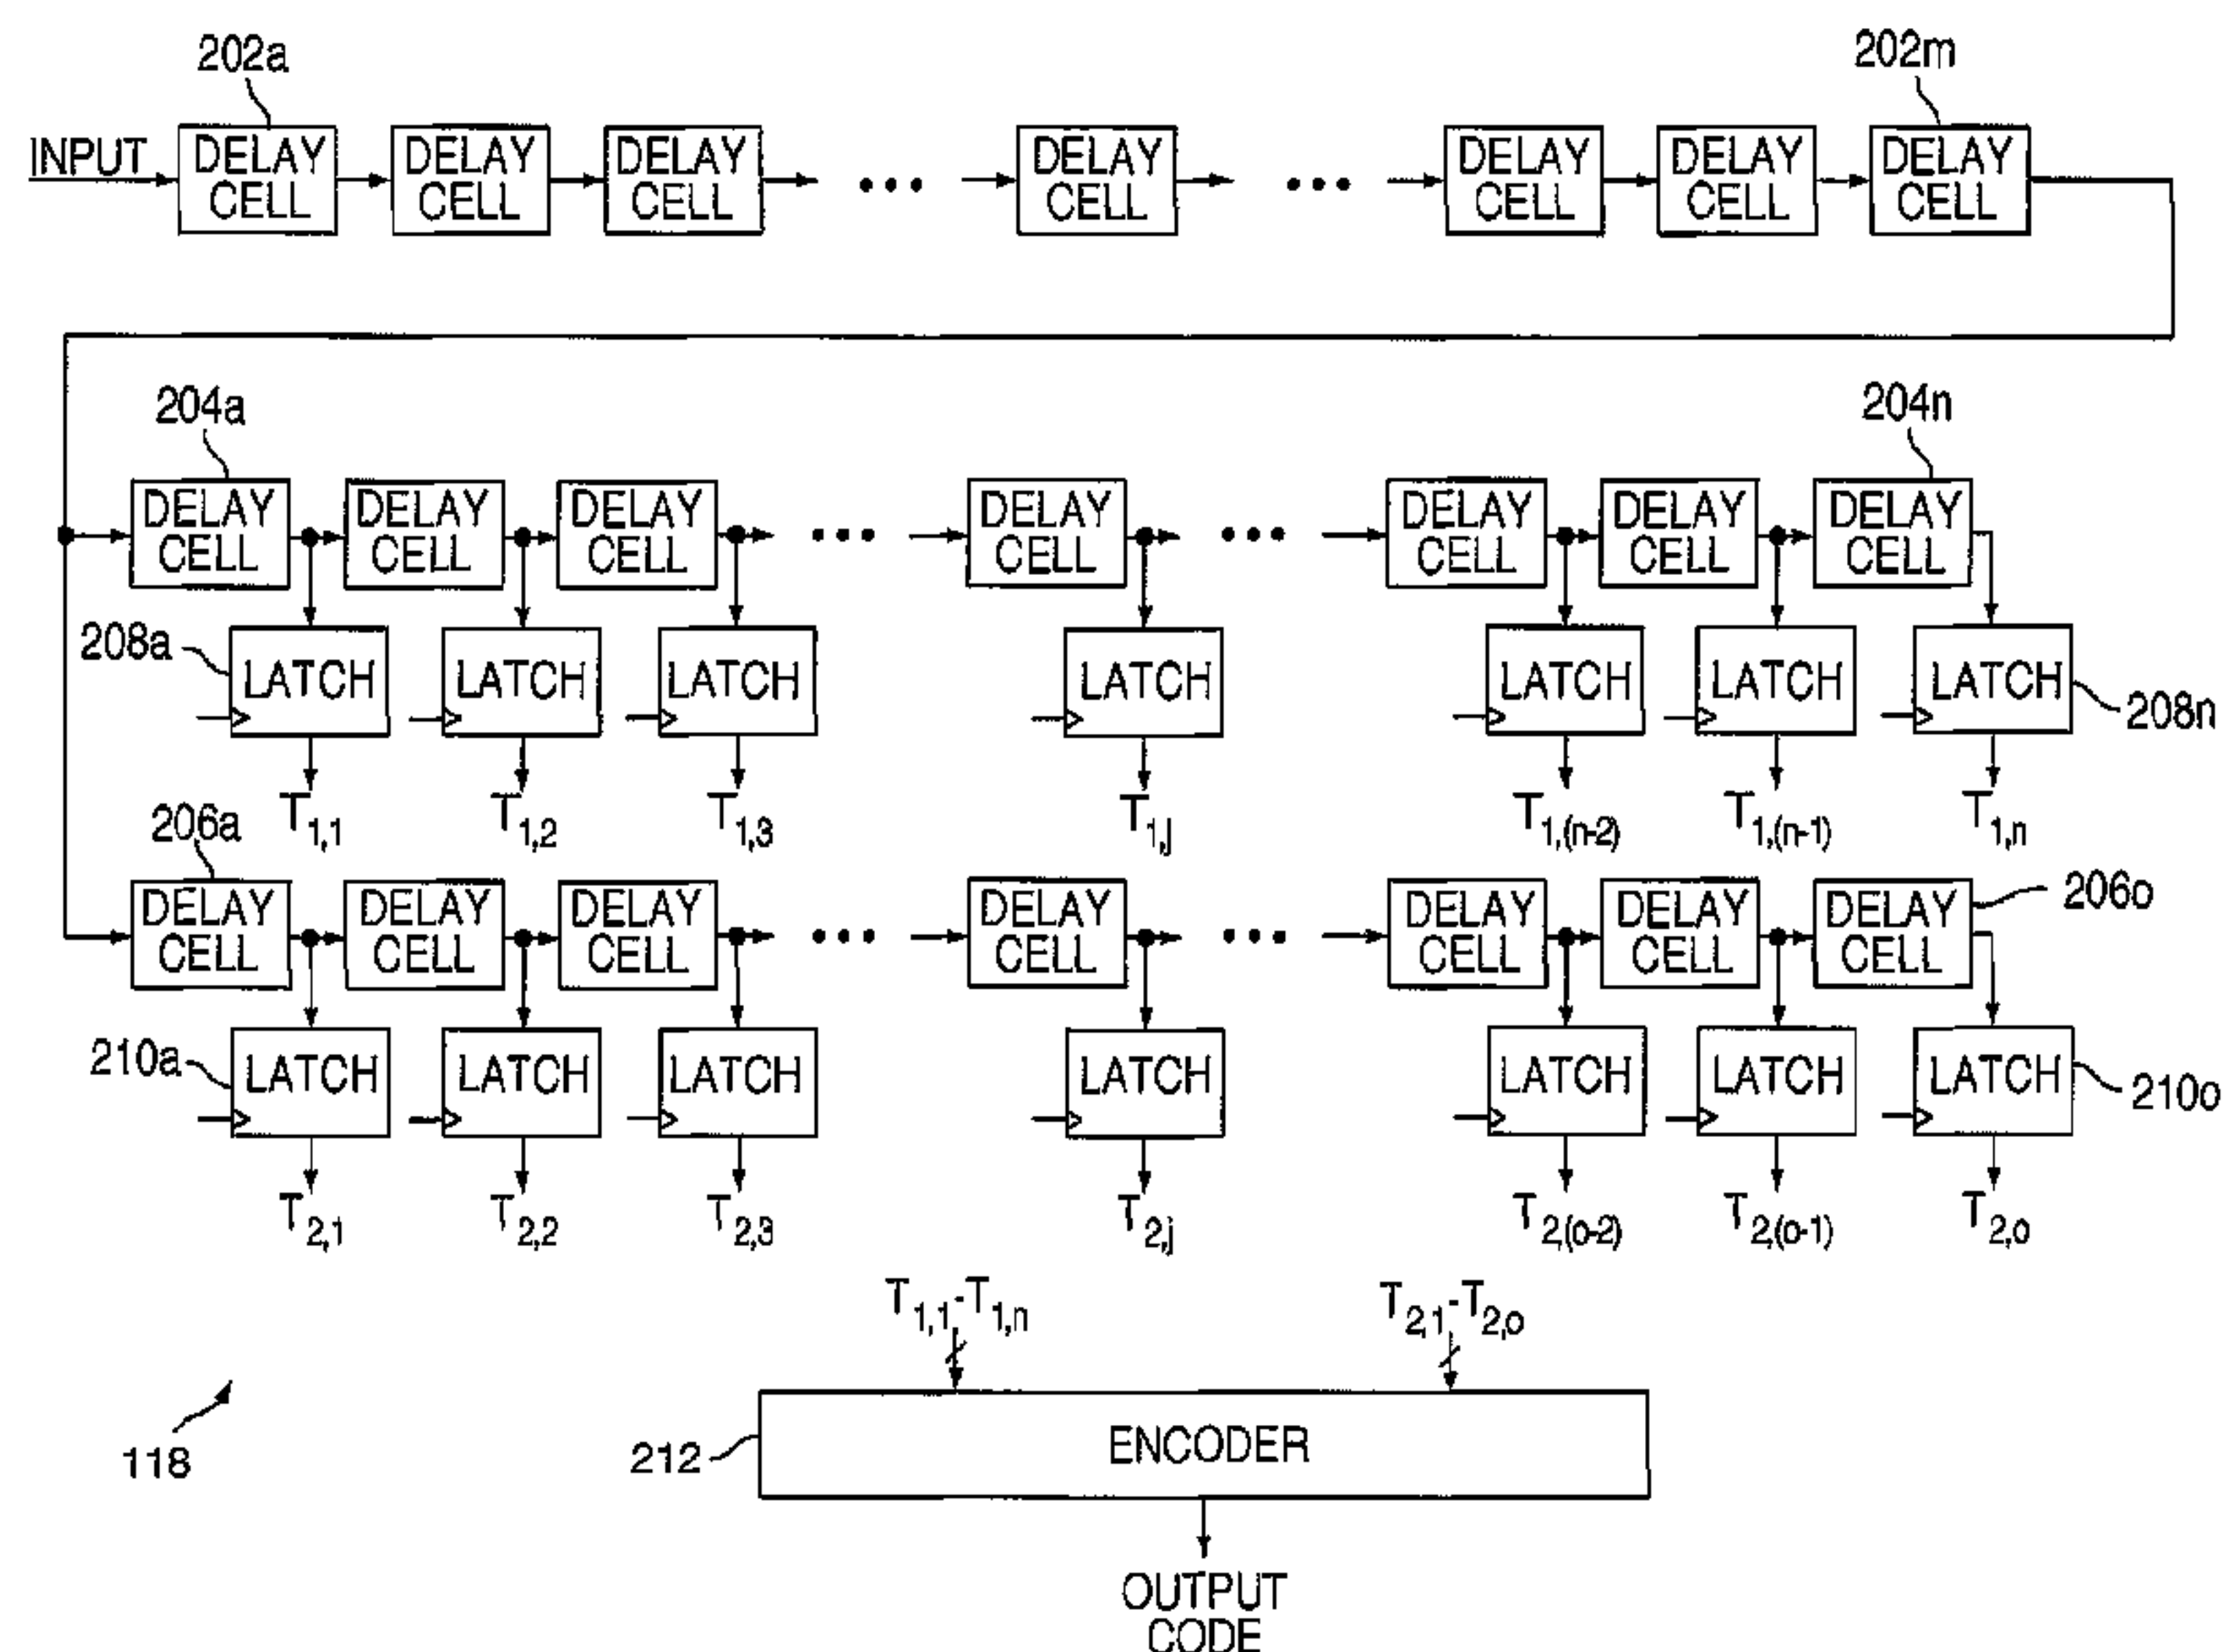 202a 202m
INPUT
DELAY CELL DELAY CELL DELAY CELL ••• DELAY CELL ••• DELAY CELL DELAY CELL DELAY CELL
204a 204n
DELAY CELL DELAY CELL DELAY CELL ••• DELAY CELL ••• DELAY CELL DELAY CELL DELAY CELL
208a LATCH LATCH LATCH LATCH LATCH LATCH LATCH 208n
T1,1 T1,2 T1,3 T1,j T1,(n-2) T1,(n-1) T1,n
206a
DELAY CELL DELAY CELL DELAY CELL ••• DELAY CELL ••• DELAY CELL DELAY CELL DELAY CELL 206o
210a LATCH LATCH LATCH LATCH LATCH LATCH LATCH 210o
T2,1 T2,2 T2,3 T2,j T2,(o-2) T2,(o-1) T2,o
T1,1-T1,n T2,1-T2,o
118 212 ENCODER
OUTPUT
CODE